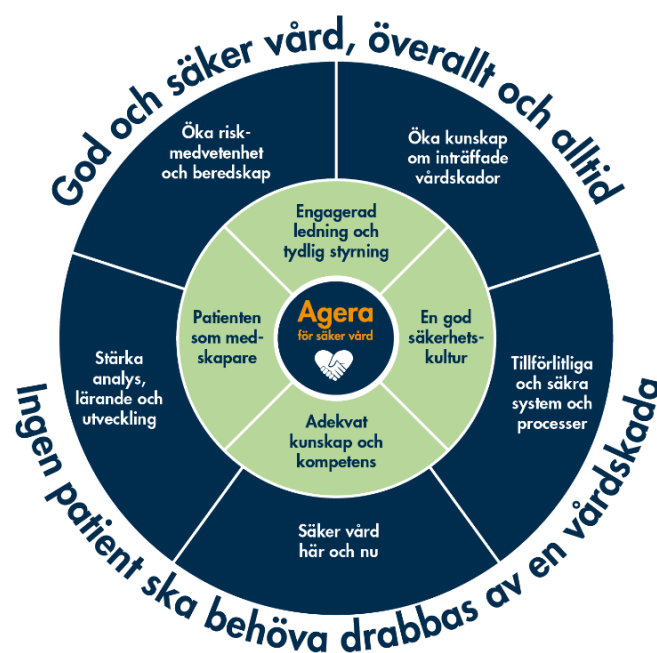 God och säker vård, överallt och alltid
Öka risk-
medvetenhet
och beredskap
Öka kunskap
om inträffade
vårdskador
Engagerad
ledning och
tydlig styrning
Patienten
som med-
skapare
Agera
för säker vård
En god
säkerhets-
kultur
Stärka
analys,
lärande och
utveckling
Tillförlitliga
och säkra
system och
processer
Adekvat
kunskap och
kompetens
Säker vård
här och nu
Ingen patient ska behöva drabbas av en vårdskada